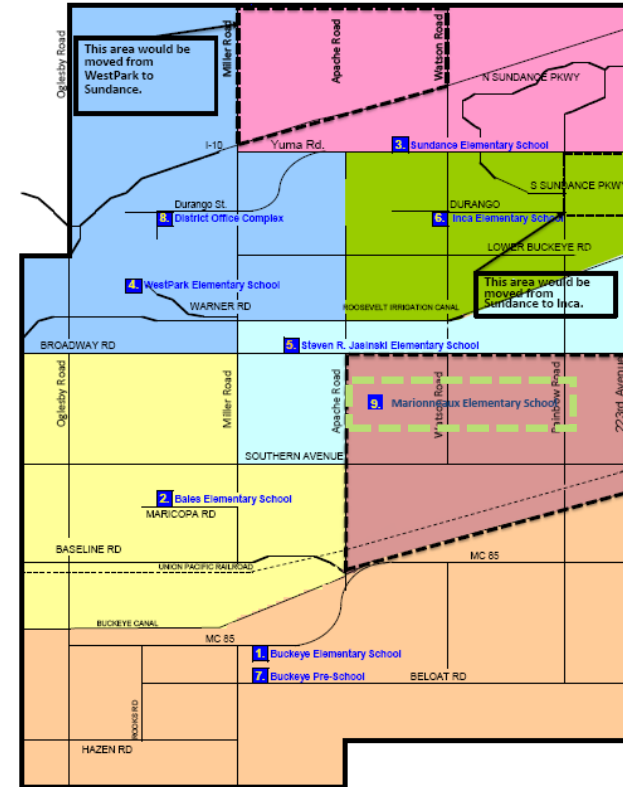 Oglesby Road
This area would be
moved from
WestPark to
Sundance.
Miller Road
Apache Road
Watson Road
N SUNDANCE PKWY
I-10
Yuma Rd.
3. Sundance Elementary School
S SUNDANCE PKWY
Durango St.
DURANGO
8. District Office Complex
6. Inca Elementary School
LOWER BUCKEYE RD
4. WestPark Elementary School
This area would be
moved from
Sundance to Inca.
WARNER RD
ROOSEVELT IRRIGATION CANAL
BROADWAY RD
5. Steven R. Jasinski Elementary School
Oglesby Road
Miller Road
Apache Road
Watson Road
Rainbow Road
223rd Avenue
9. Marionneaux Elementary School
SOUTHERN AVENUE
2. Bales Elementary School
MARICOPA RD
BASELINE RD
MC 85
UNION PACIFIC RAILROAD
BUCKEYE CANAL
MC 85
1. Buckeye Elementary School
7. Buckeye Pre-School
BELOAT RD
ROOKS RD
HAZEN RD